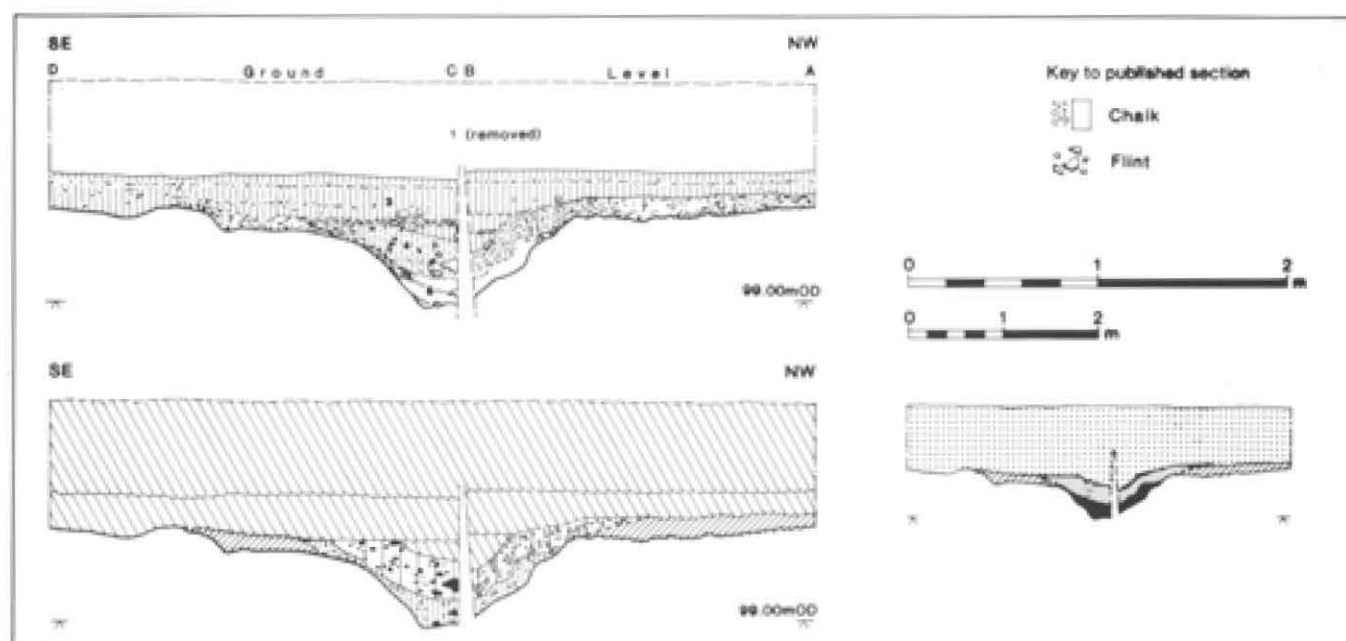 SE NW
D Ground C B Level A
1 (removed)
3
99.00mOD
SE NW
99.00mOD
Key to published section
Chalk
Flint
0 1 2
m
0 1 2
m